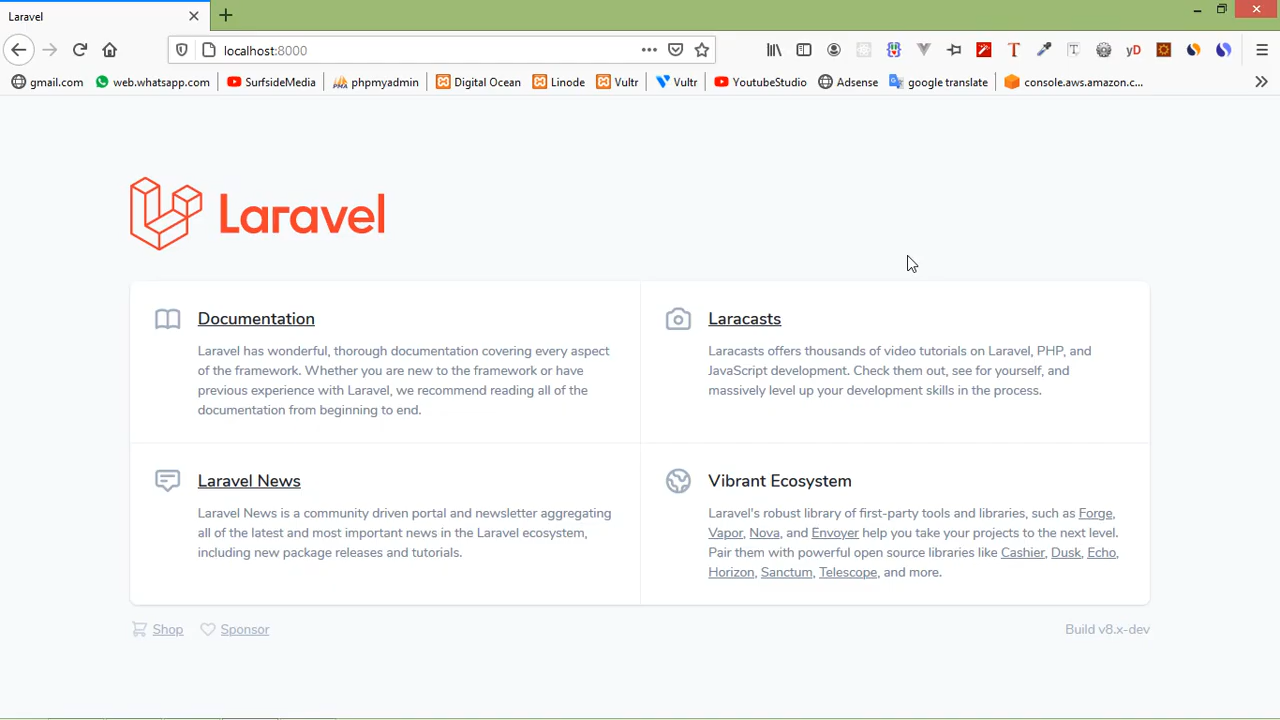 Laravel
localhost:8000
gmail.com web.whatsapp.com SurfsideMedia phpmyadmin Digital Ocean Linode Vultr Vultr YoutubeStudio Adsense google translate console.aws.amazon.c...
Laravel
Documentation
Laravel has wonderful, thorough documentation covering every aspect
of the framework. Whether you are new to the framework or have
previous experience with Laravel, we recommend reading all of the
documentation from beginning to end.
Laracasts
Laracasts offers thousands of video tutorials on Laravel, PHP, and
JavaScript development. Check them out, see for yourself, and
massively level up your development skills in the process.
Laravel News
Laravel News is a community driven portal and newsletter aggregating
all of the latest and most important news in the Laravel ecosystem,
including new package releases and tutorials.
Vibrant Ecosystem
Laravel's robust library of first-party tools and libraries, such as Forge,
Vapor, Nova, and Envoyer help you take your projects to the next level.
Pair them with powerful open source libraries like Cashier, Dusk, Echo,
Horizon, Sanctum, Telescope, and more.
Shop Sponsor
Build v8.x-dev